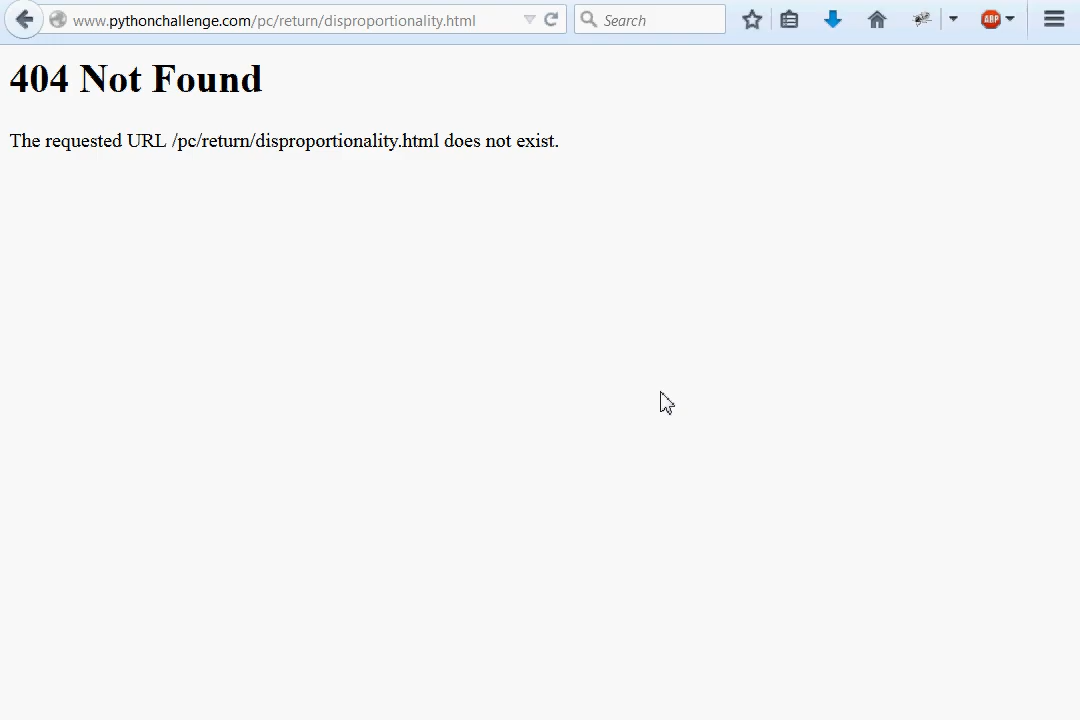 www.pythonchallenge.com/pc/return/disproportionality.html
Search
ABP
404 Not Found
The requested URL /pc/return/disproportionality.html does not exist.